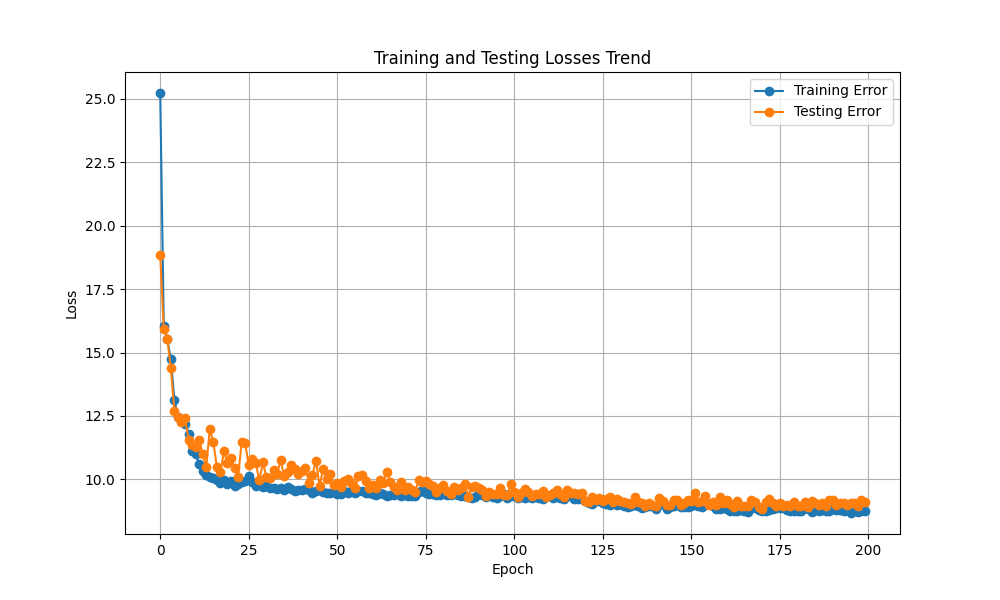 Training and Testing Losses Trend
Training Error
Testing Error
25.0
22.5
20.0
17.5
15.0
12.5
10.0
Loss
0 25 50 75 100 125 150 175 200
Epoch